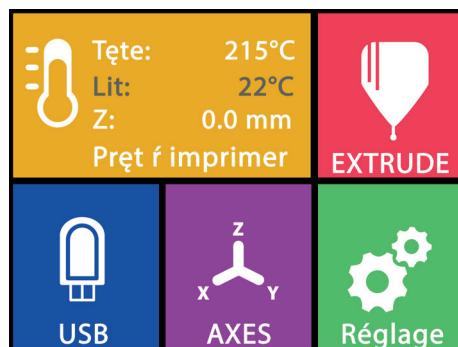 Tęte: 215°C
Lit: 22°C
Z: 0.0 mm
Pręt ŕ imprimer
EXTRUDE
Z
X Y
USB
AXES
Réglage